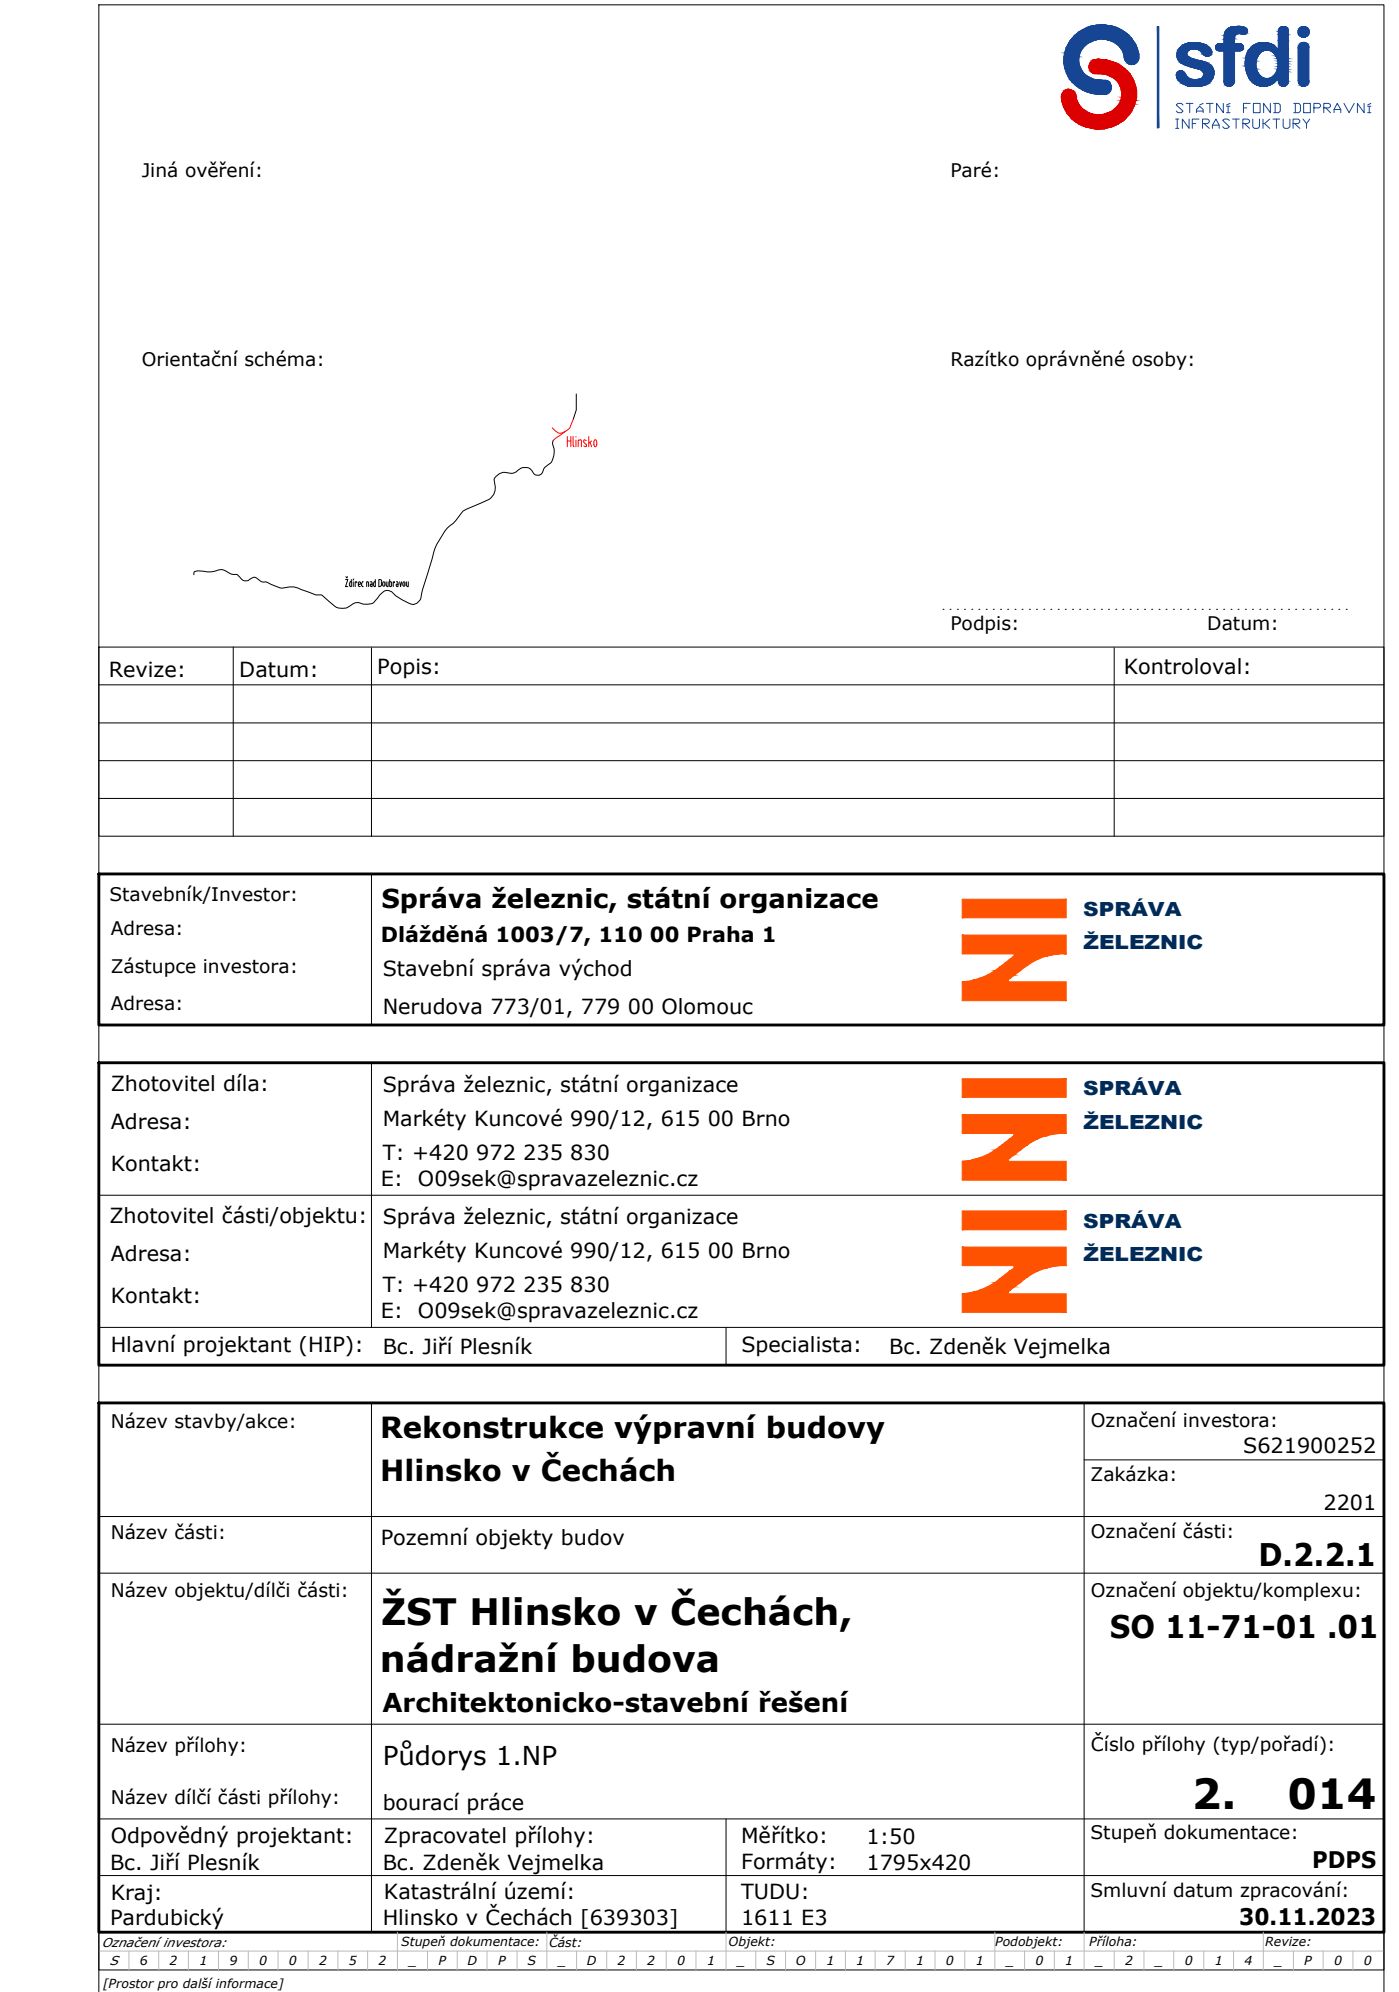 sfdi
STÁTNÍ FOND DOPRAVNÍ
INFRASTRUKTURY
Jiná ověření:
Paré:
Orientační schéma:
Razítko oprávněné osoby:
Hlinsko
Ždírec nad Doubravou
Podpis: Datum:
Revize: Datum: Popis: Kontroloval:
Stavebník/Investor: Správa železnic, státní organizace
Adresa: Dlážděná 1003/7, 110 00 Praha 1
Zástupce investora: Stavební správa východ
Adresa: Nerudova 773/01, 779 00 Olomouc
SPRÁVA
ŽELEZNIC
Zhotovitel díla: Správa železnic, státní organizace
Adresa: Markéty Kuncové 990/12, 615 00 Brno
Kontakt: T: +420 972 235 830
E: O09sek@spravazeleznic.cz
SPRÁVA
ŽELEZNIC
Zhotovitel části/objektu: Správa železnic, státní organizace
Adresa: Markéty Kuncové 990/12, 615 00 Brno
Kontakt: T: +420 972 235 830
E: O09sek@spravazeleznic.cz
SPRÁVA
ŽELEZNIC
Hlavní projektant (HIP): Bc. Jiří Plesník Specialista: Bc. Zdeněk Vejmelka
Název stavby/akce: Rekonstrukce výpravní budovy
Hlinsko v Čechách
Označení investora:
S621900252
Zakázka:
2201
Název části: Pozemní objekty budov
Označení části:
D.2.2.1
Název objektu/dílči části: ŽST Hlinsko v Čechách,
nádražní budova
Architektonicko-stavební řešení
Označení objektu/komplexu:
SO 11-71-01 .01
Název přílohy: Půdorys 1.NP
Název dílčí části přílohy: bourací práce
Číslo přílohy (typ/pořadí):
2. 014
Odpovědný projektant: Zpracovatel přílohy: Měřítko: 1:50 Stupeň dokumentace:
Bc. Jiří Plesník Bc. Zdeněk Vejmelka Formáty: 1795x420 PDPS
Kraj: Katastrální území: TUDU: Smluvní datum zpracování:
Pardubický Hlinsko v Čechách [639303] 1611 E3 30.11.2023
Označení investora: Stupeň dokumentace: Část: Objekt: Podobjekt: Příloha: Revize:
S 6 2 1 9 0 0 2 5 2 _ P D P S _ D 2 2 0 1 _ S O 1 1 7 1 0 1 _ 0 1 _ 2 _ 0 1 4 _ P 0 0
[Prostor pro další informace]